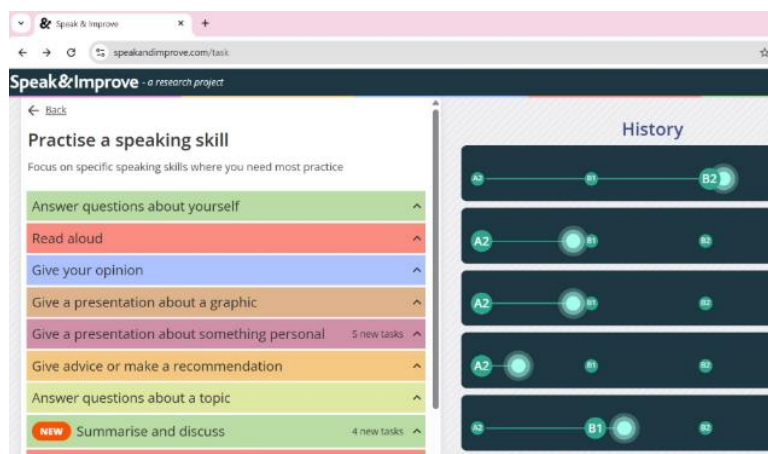 & Speak & Improve × +
speakandimprove.com/task
Speak&Improve - a research project
← Back
Practise a speaking skill
Focus on specific speaking skills where you need most practice
Answer questions about yourself
Read aloud
Give your opinion
Give a presentation about a graphic
Give a presentation about something personal 5 new tasks
Give advice or make a recommendation
Answer questions about a topic
NEW Summarise and discuss 4 new tasks
History
A2 B1 B2
A2 B1 B2
A2 B1 B2
A2 B1 B2
A2 B1 B2